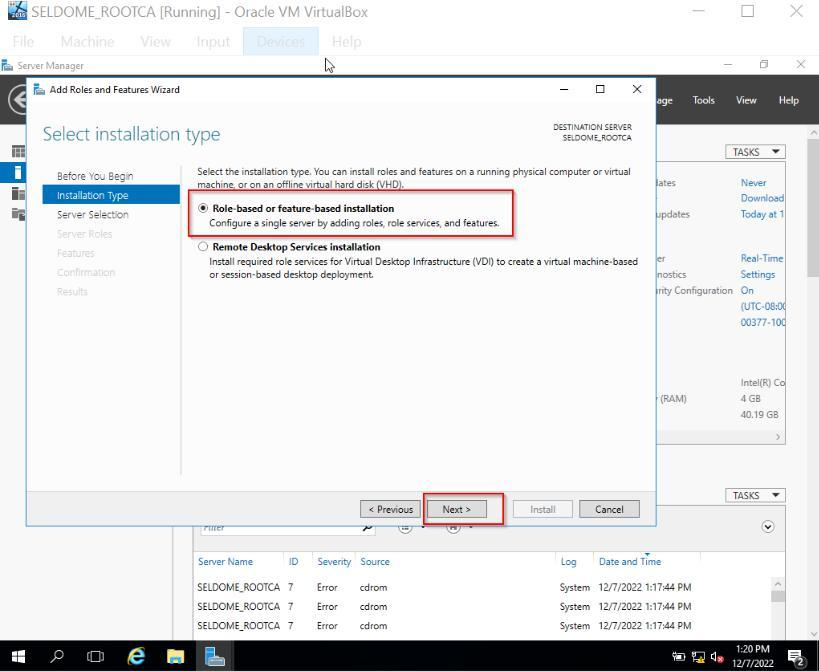 2016
SELDOME_ROOTCA [Running] - Oracle VM VirtualBox
File Machine View Input Devices Help
Server Manager
Add Roles and Features Wizard
age Tools View Help
Select installation type
DESTINATION SERVER
SELDOME_ROOTCA
Before You Begin
Installation Type
Server Selection
Server Roles
Features
Confirmation
Results
Select the installation type. You can install roles and features on a running physical computer or virtual
machine, or on an offline virtual hard disk (VHD).
Role-based or feature-based installation
Configure a single server by adding roles, role services, and features.
Remote Desktop Services installation
Install required role services for Virtual Desktop Infrastructure (VDI) to create a virtual machine-based
or session-based desktop deployment.
< Previous Next > Install Cancel
TASKS
dates Never
Download
updates Today at 1
er Real-Time
nostics Settings
urity Configuration On
(UTC-08:00
00377-100
Intel(R) Co
(RAM) 4 GB
40.19 GB
TASKS
Filter
Server Name ID Severity Source Log Date and Time
SELDOME_ROOTCA 7 Error cdrom System 12/7/2022 1:17:44 PM
SELDOME_ROOTCA 7 Error cdrom System 12/7/2022 1:17:44 PM
SELDOME_ROOTCA 7 Error cdrom System 12/7/2022 1:17:44 PM
1:20 PM
12/7/2022
2